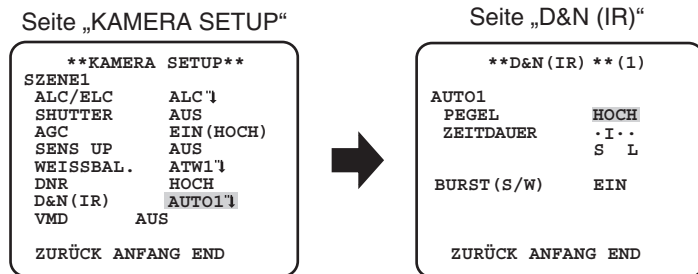 Seite „KAMERA SETUP“
**KAMERA SETUP**
SZENE1
ALC/ELC ALC↵
SHUTTER AUS
AGC EIN(HOCH)
SENS UP AUS
WEISSBAL. ATW1↵
DNR HOCH
D&N(IR) AUTO1↵
VMD AUS
ZURÜCK ANFANG END
Seite „D&N (IR)“
**D&N(IR) **(1)
AUTO1
PEGEL HOCH
ZEITDAUER ·I··
S L
BURST(S/W) EIN
ZURÜCK ANFANG END